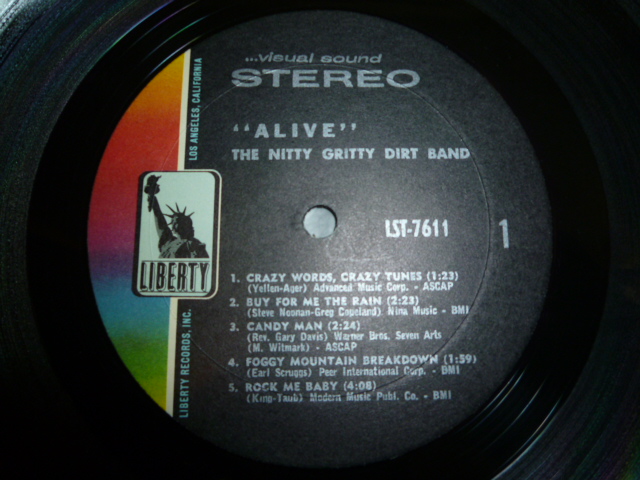 ...visual sound
STEREO
"ALIVE"
THE NITTY GRITTY DIRT BAND
LOS ANGELES, CALIFORNIA
LIBERTY
LIBERTY RECORDS, INC.
LST-7611
1
1. CRAZY WORDS, CRAZY TUNES (1:23)
(Yellen-Ager) Advanced Music Corp. - ASCAP
2. BUY FOR ME THE RAIN (2:23)
(Steve Noonan-Greg Copeland) Nina Music - BMI
3. CANDY MAN (2:24)
(Rev. Gary Davis) Warner Bros. Seven Arts
(M. Witmark) - ASCAP
4. FOGGY MOUNTAIN BREAKDOWN (1:59)
(Earl Scruggs) Peer International Corp. - BMI
5. ROCK ME BABY (4:08)
(King-Taub) Modern Music Publ. Co. - BMI